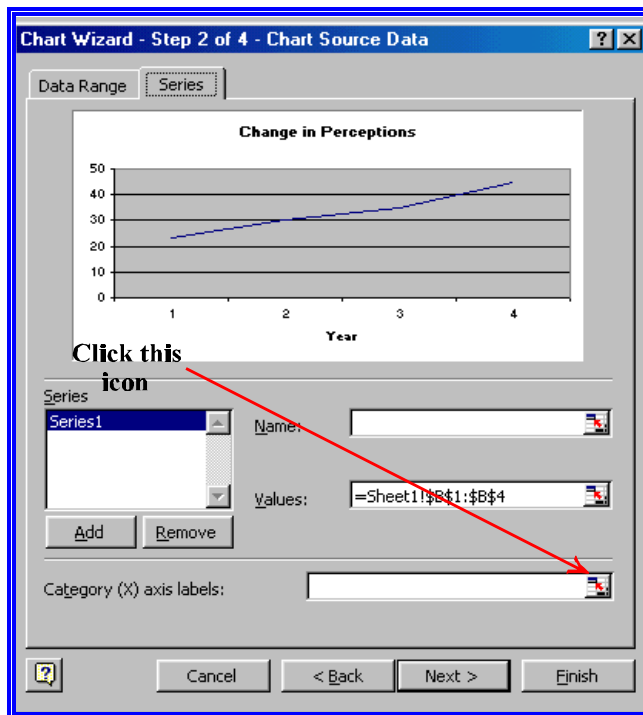 Chart Wizard - Step 2 of 4 - Chart Source Data
Data Range Series
Change in Perceptions
50
40
30
20
10
0
1 2 3 4
Year
Click this
icon
Series
Series1
Name:
Values: =Sheet1!$B$1:$B$4
Add Remove
Category (X) axis labels:
Cancel < Back Next > Finish